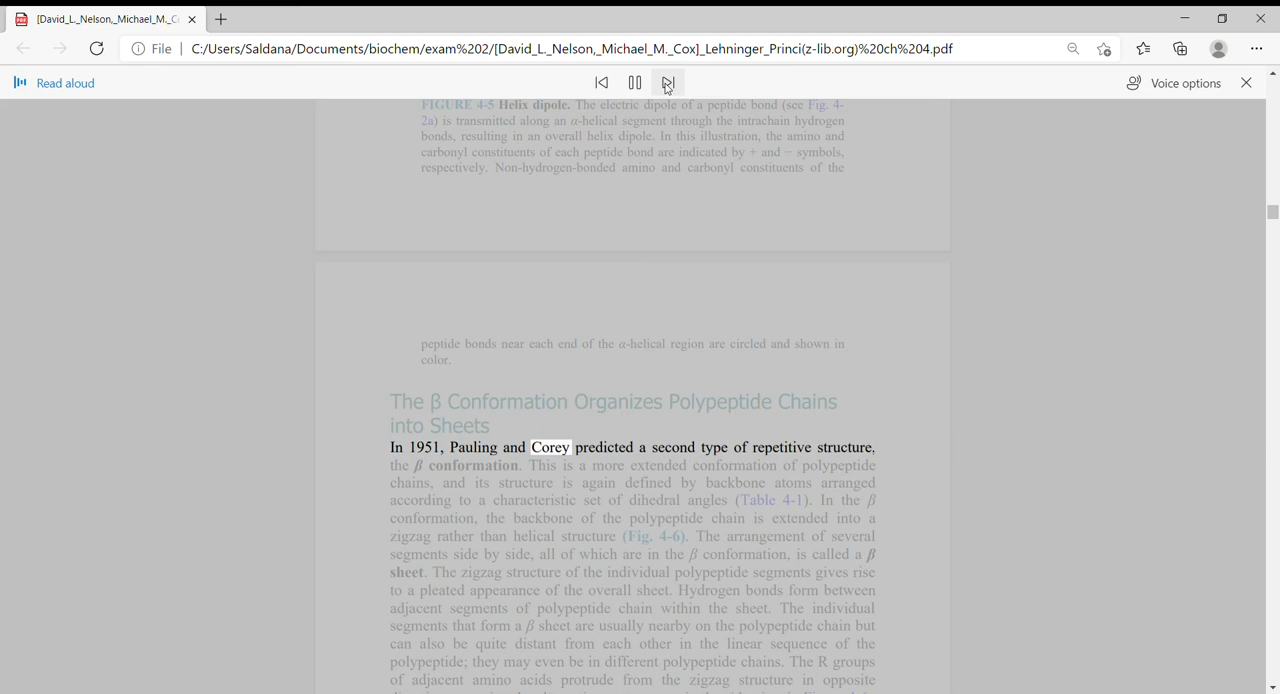 [David_L._Nelson,_Michael_M._C
File | C:/Users/Saldana/Documents/biochem/exam%202/[David_L._Nelson,_Michael_M._Cox]_Lehninger_Princi(z-lib.org)%20ch%204.pdf
Read aloud
Voice options
FIGURE 4-5 Helix dipole. The electric dipole of a peptide bond (see Fig. 4-
2a) is transmitted along an α-helical segment through the intrachain hydrogen
bonds, resulting in an overall helix dipole. In this illustration, the amino and
carbonyl constituents of each peptide bond are indicated by + and − symbols,
respectively. Non-hydrogen-bonded amino and carbonyl constituents of the
peptide bonds near each end of the α-helical region are circled and shown in
color.
The β Conformation Organizes Polypeptide Chains
into Sheets
In 1951, Pauling and Corey predicted a second type of repetitive structure,
the β conformation. This is a more extended conformation of polypeptide
chains, and its structure is again defined by backbone atoms arranged
according to a characteristic set of dihedral angles (Table 4-1). In the β
conformation, the backbone of the polypeptide chain is extended into a
zigzag rather than helical structure (Fig. 4-6). The arrangement of several
segments side by side, all of which are in the β conformation, is called a β
sheet. The zigzag structure of the individual polypeptide segments gives rise
to a pleated appearance of the overall sheet. Hydrogen bonds form between
adjacent segments of polypeptide chain within the sheet. The individual
segments that form a β sheet are usually nearby on the polypeptide chain but
can also be quite distant from each other in the linear sequence of the
polypeptide; they may even be in different polypeptide chains. The R groups
of adjacent amino acids protrude from the zigzag structure in opposite